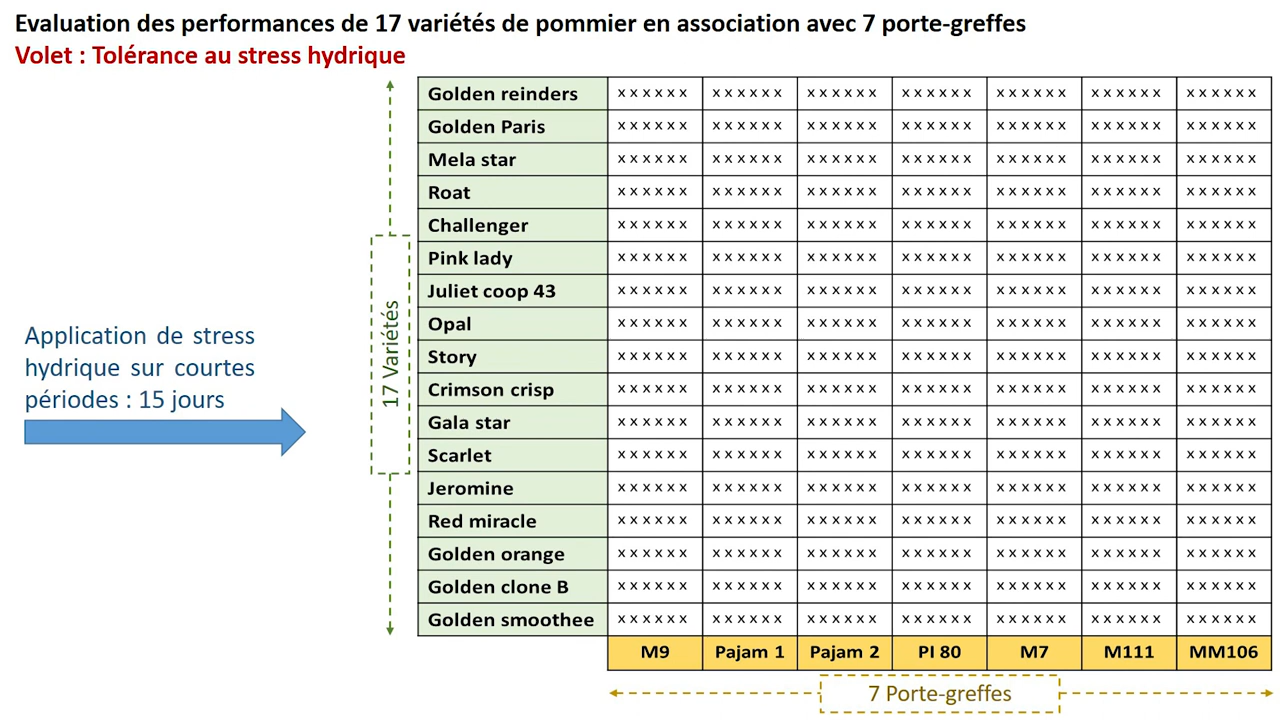 Evaluation des performances de 17 variétés de pommier en association avec 7 porte-greffes
Volet : Tolérance au stress hydrique
Application de stress
hydrique sur courtes
périodes : 15 jours
17 Variétés
Golden reinders x x x x x x x x x x x x x x x x x x x x x x x x x x x x x x x x x x x x x x x x x x
Golden Paris x x x x x x x x x x x x x x x x x x x x x x x x x x x x x x x x x x x x x x x x x x
Mela star x x x x x x x x x x x x x x x x x x x x x x x x x x x x x x x x x x x x x x x x x x
Roat x x x x x x x x x x x x x x x x x x x x x x x x x x x x x x x x x x x x x x x x x x
Challenger x x x x x x x x x x x x x x x x x x x x x x x x x x x x x x x x x x x x x x x x x x
Pink lady x x x x x x x x x x x x x x x x x x x x x x x x x x x x x x x x x x x x x x x x x x
Juliet coop 43 x x x x x x x x x x x x x x x x x x x x x x x x x x x x x x x x x x x x x x x x x x
Opal x x x x x x x x x x x x x x x x x x x x x x x x x x x x x x x x x x x x x x x x x x
Story x x x x x x x x x x x x x x x x x x x x x x x x x x x x x x x x x x x x x x x x x x
Crimson crisp x x x x x x x x x x x x x x x x x x x x x x x x x x x x x x x x x x x x x x x x x x
Gala star x x x x x x x x x x x x x x x x x x x x x x x x x x x x x x x x x x x x x x x x x x
Scarlet x x x x x x x x x x x x x x x x x x x x x x x x x x x x x x x x x x x x x x x x x x
Jeromine x x x x x x x x x x x x x x x x x x x x x x x x x x x x x x x x x x x x x x x x x x
Red miracle x x x x x x x x x x x x x x x x x x x x x x x x x x x x x x x x x x x x x x x x x x
Golden orange x x x x x x x x x x x x x x x x x x x x x x x x x x x x x x x x x x x x x x x x x x
Golden clone B x x x x x x x x x x x x x x x x x x x x x x x x x x x x x x x x x x x x x x x x x x
Golden smoothee x x x x x x x x x x x x x x x x x x x x x x x x x x x x x x x x x x x x x x x x x x
M9 Pajam 1 Pajam 2 PI 80 M7 M111 MM106
7 Porte-greffes